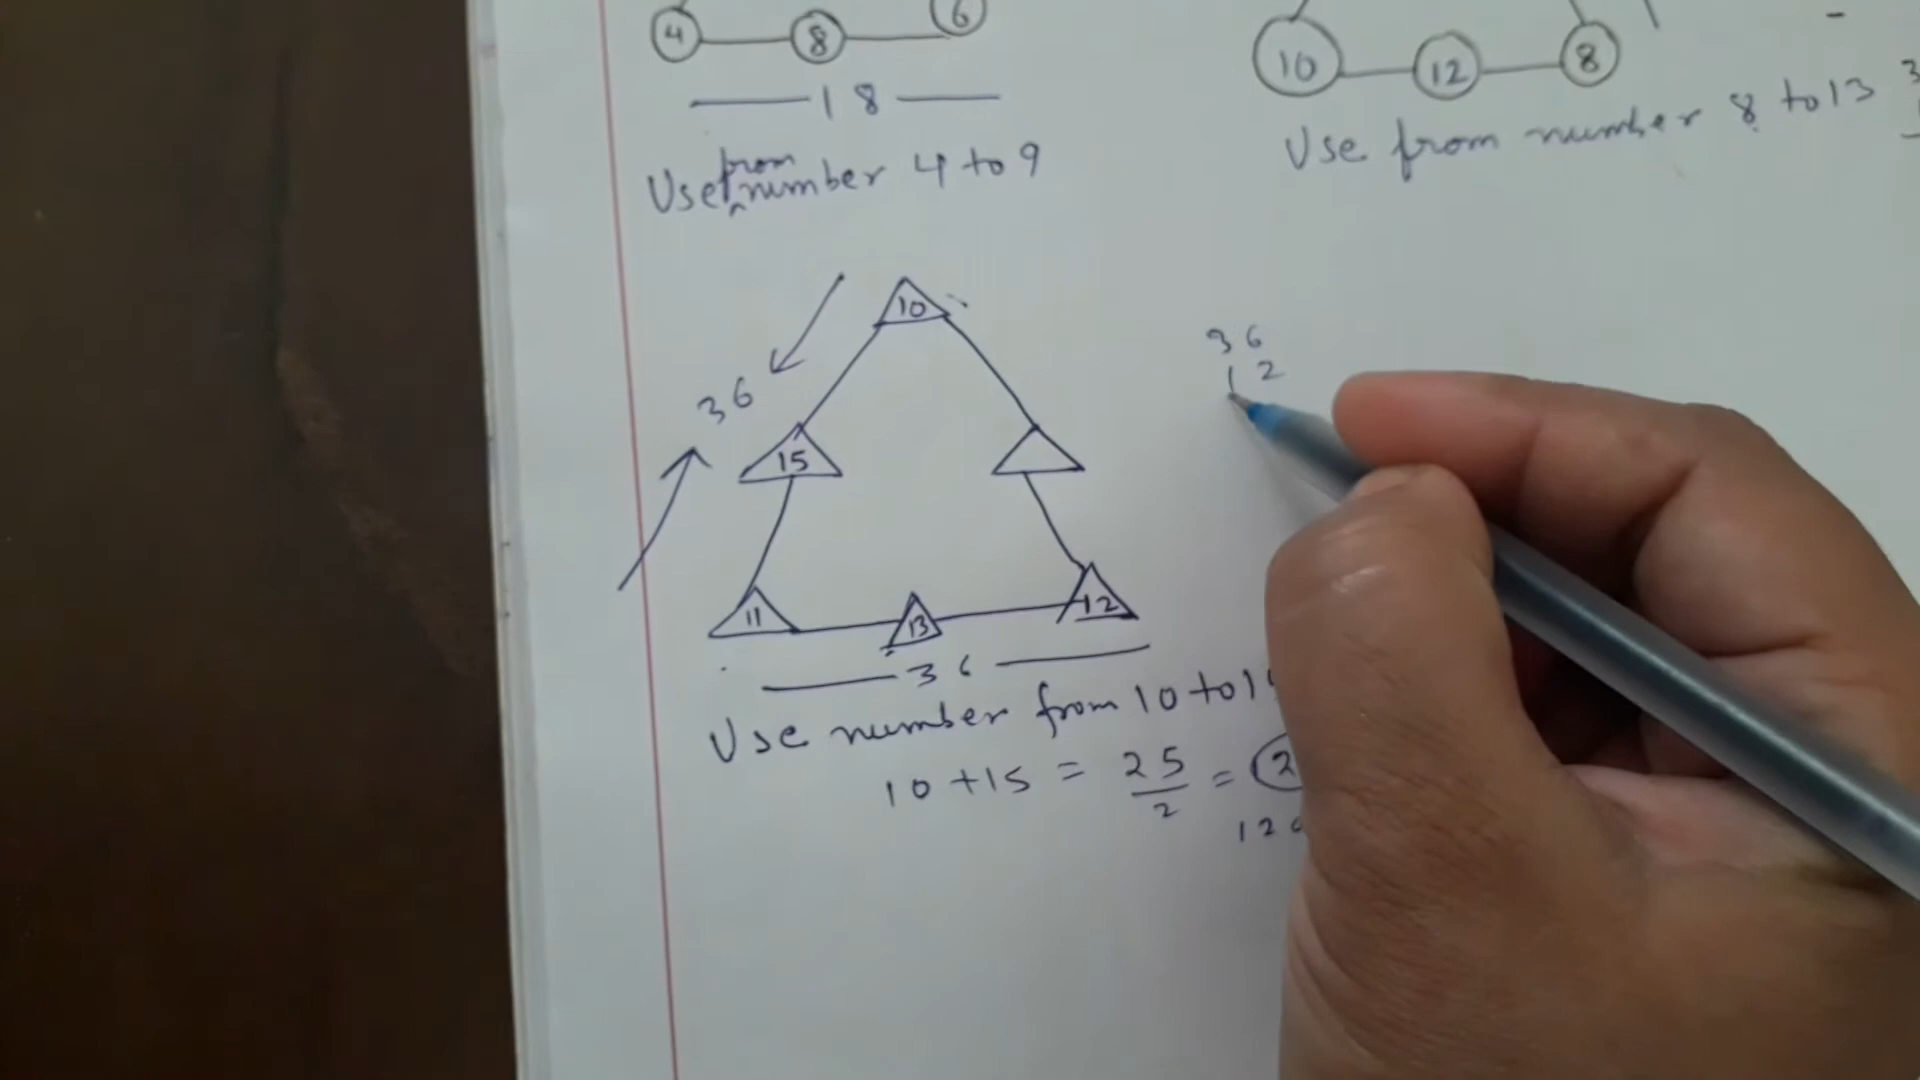 4 8 6
18
Use from number 4 to 9
10 12 8
Use from number 8 to 13
10
36
15
11 13 12
36
36
12
Use number from 10 to
10 + 15 = 25/2 =